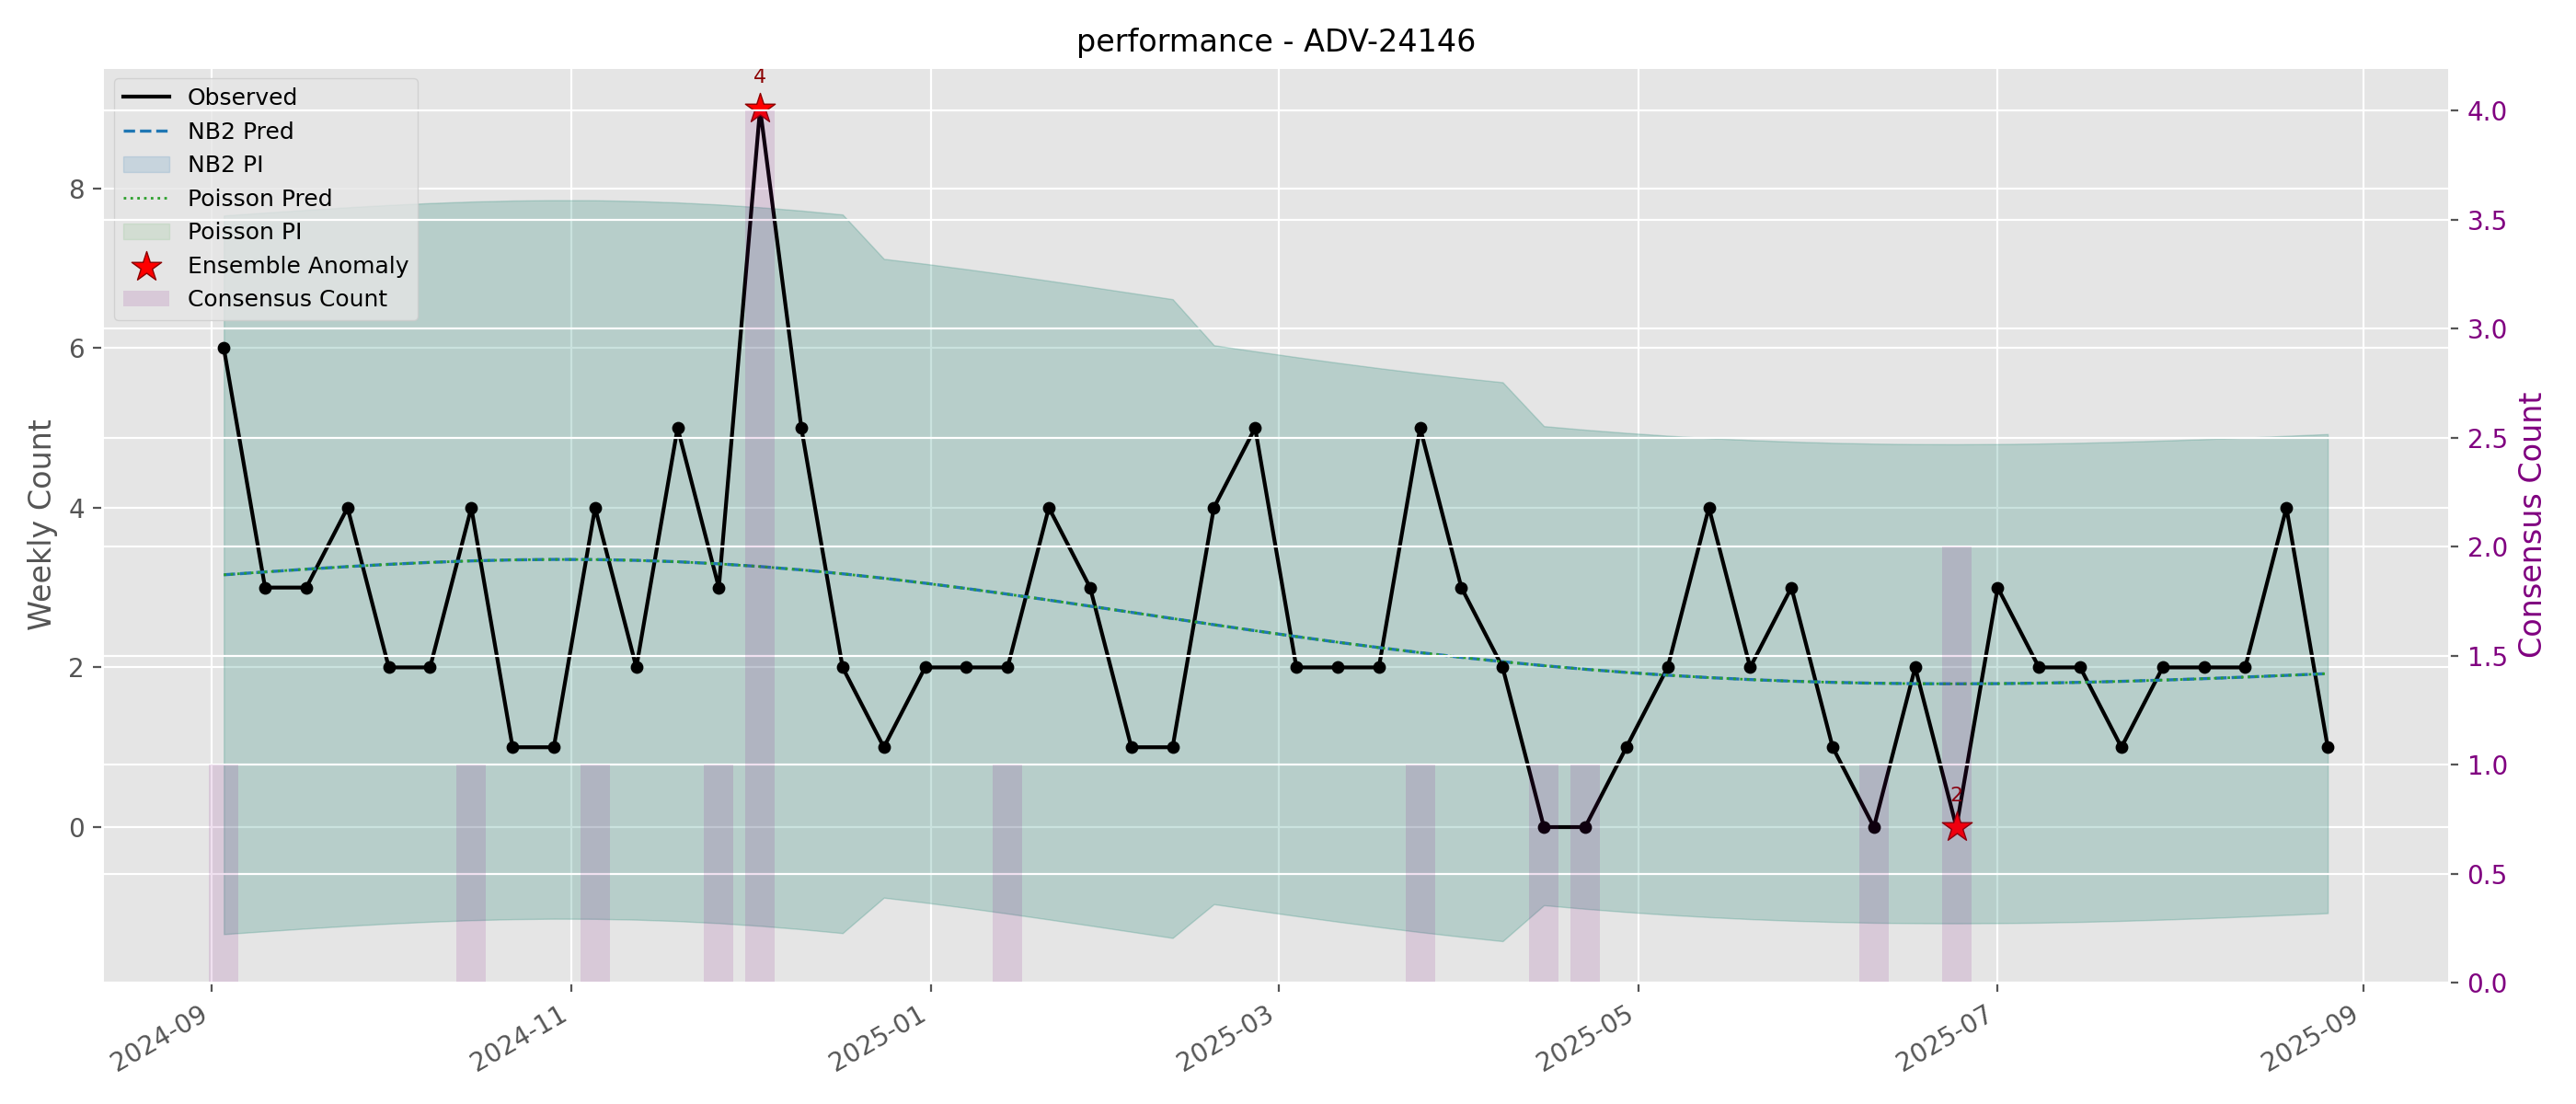 performance - ADV-24146
4
Observed
NB2 Pred
NB2 PI
Poisson Pred
Poisson PI
Ensemble Anomaly
Consensus Count
Weekly Count
8
6
4
2
0
2
4.0
3.5
3.0
2.5
2.0
1.5
1.0
0.5
0.0
Consensus Count
2024-09
2024-11
2025-01
2025-03
2025-05
2025-07
2025-09